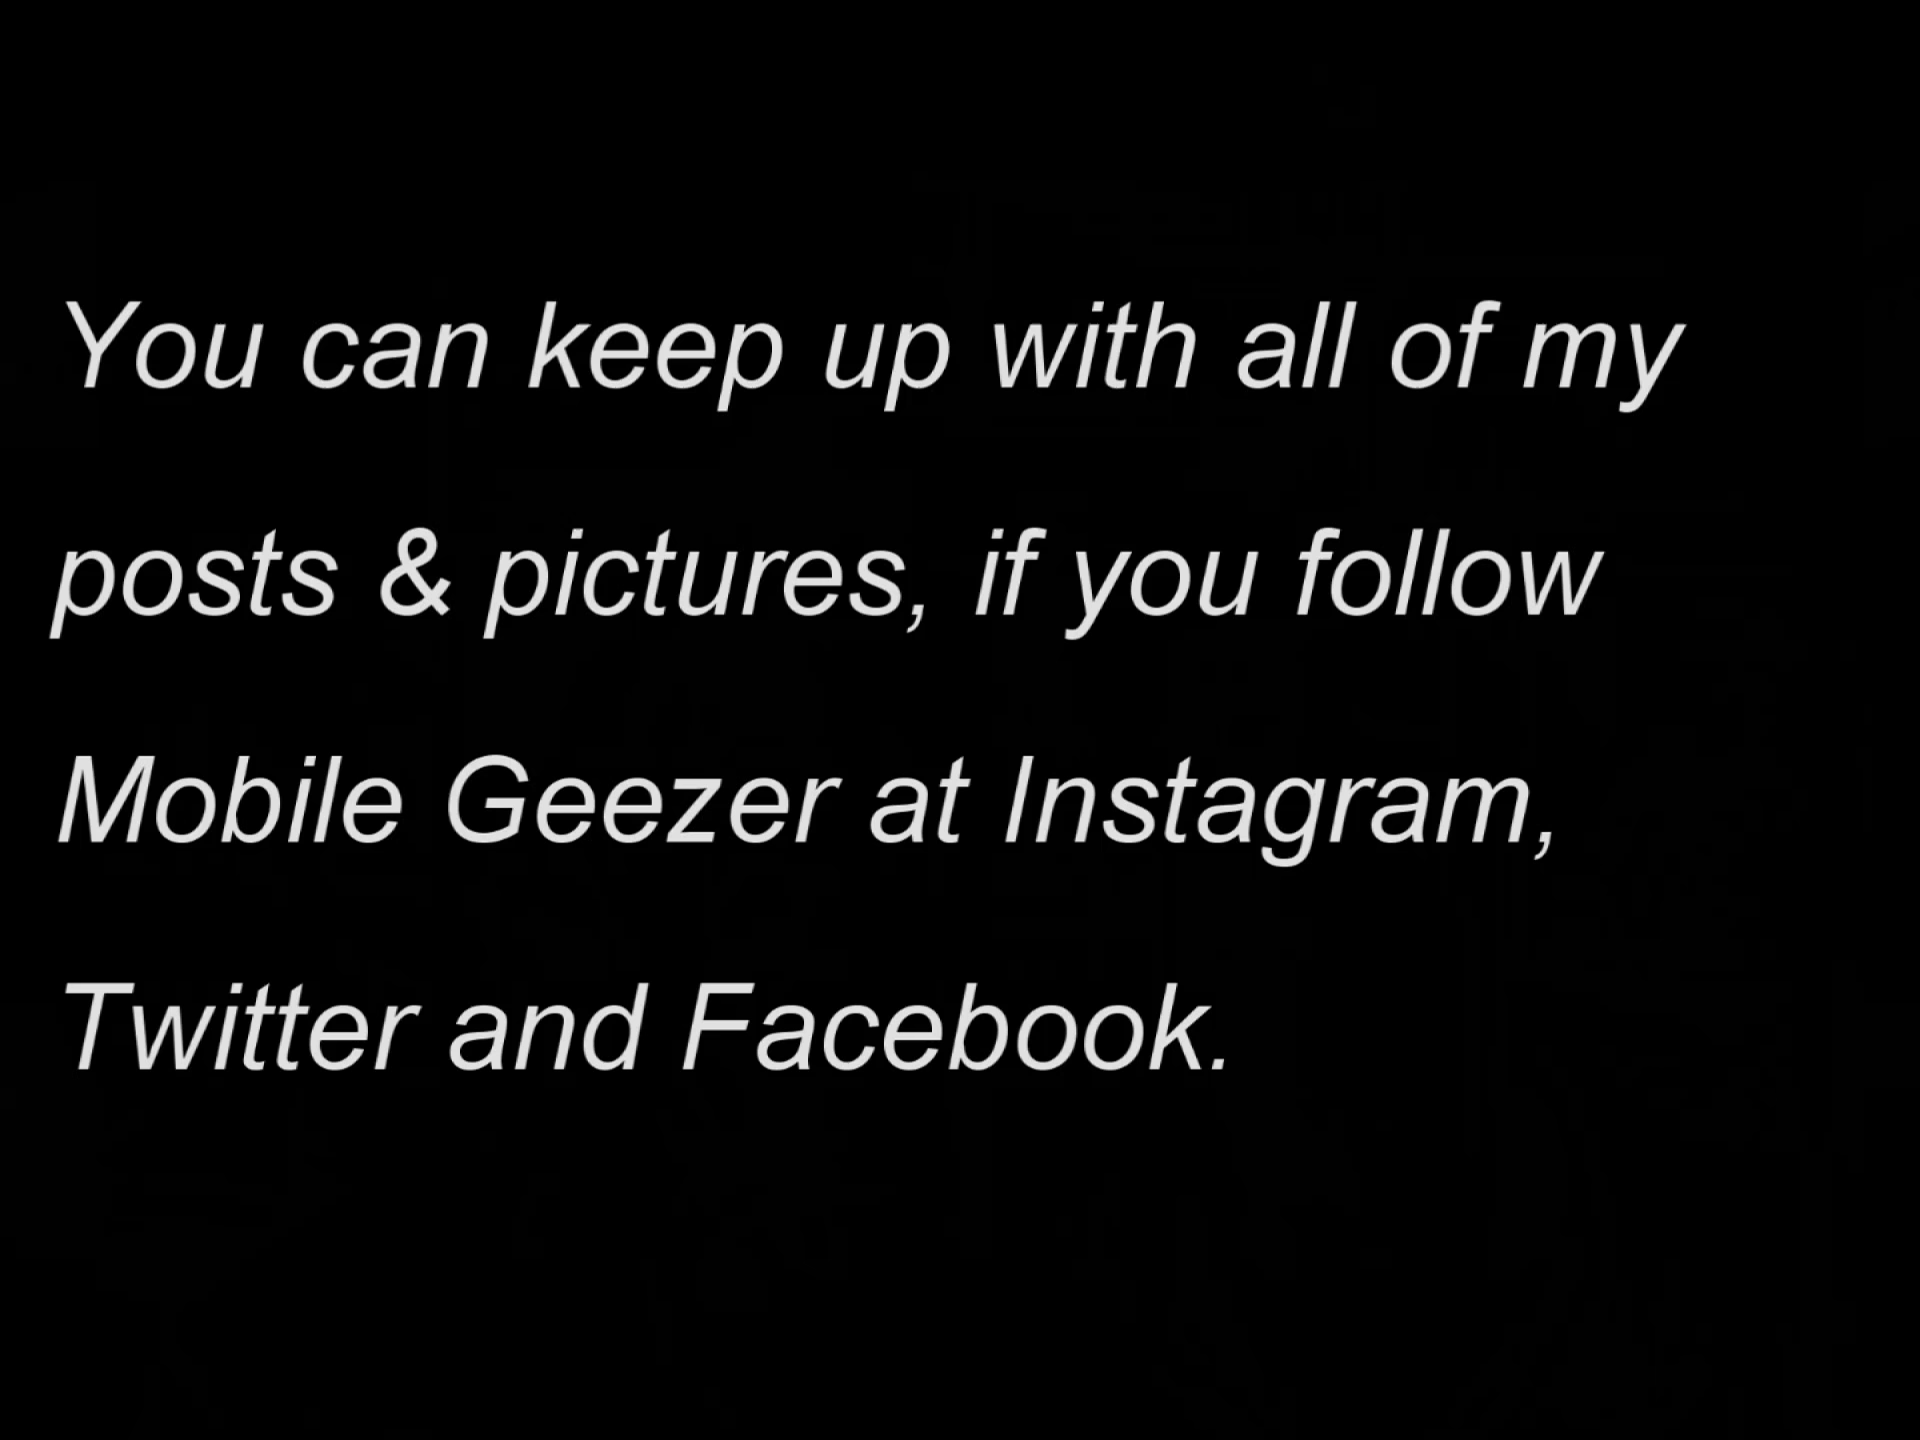 You can keep up with all of my
posts & pictures, if you follow
Mobile Geezer at Instagram,
Twitter and Facebook.